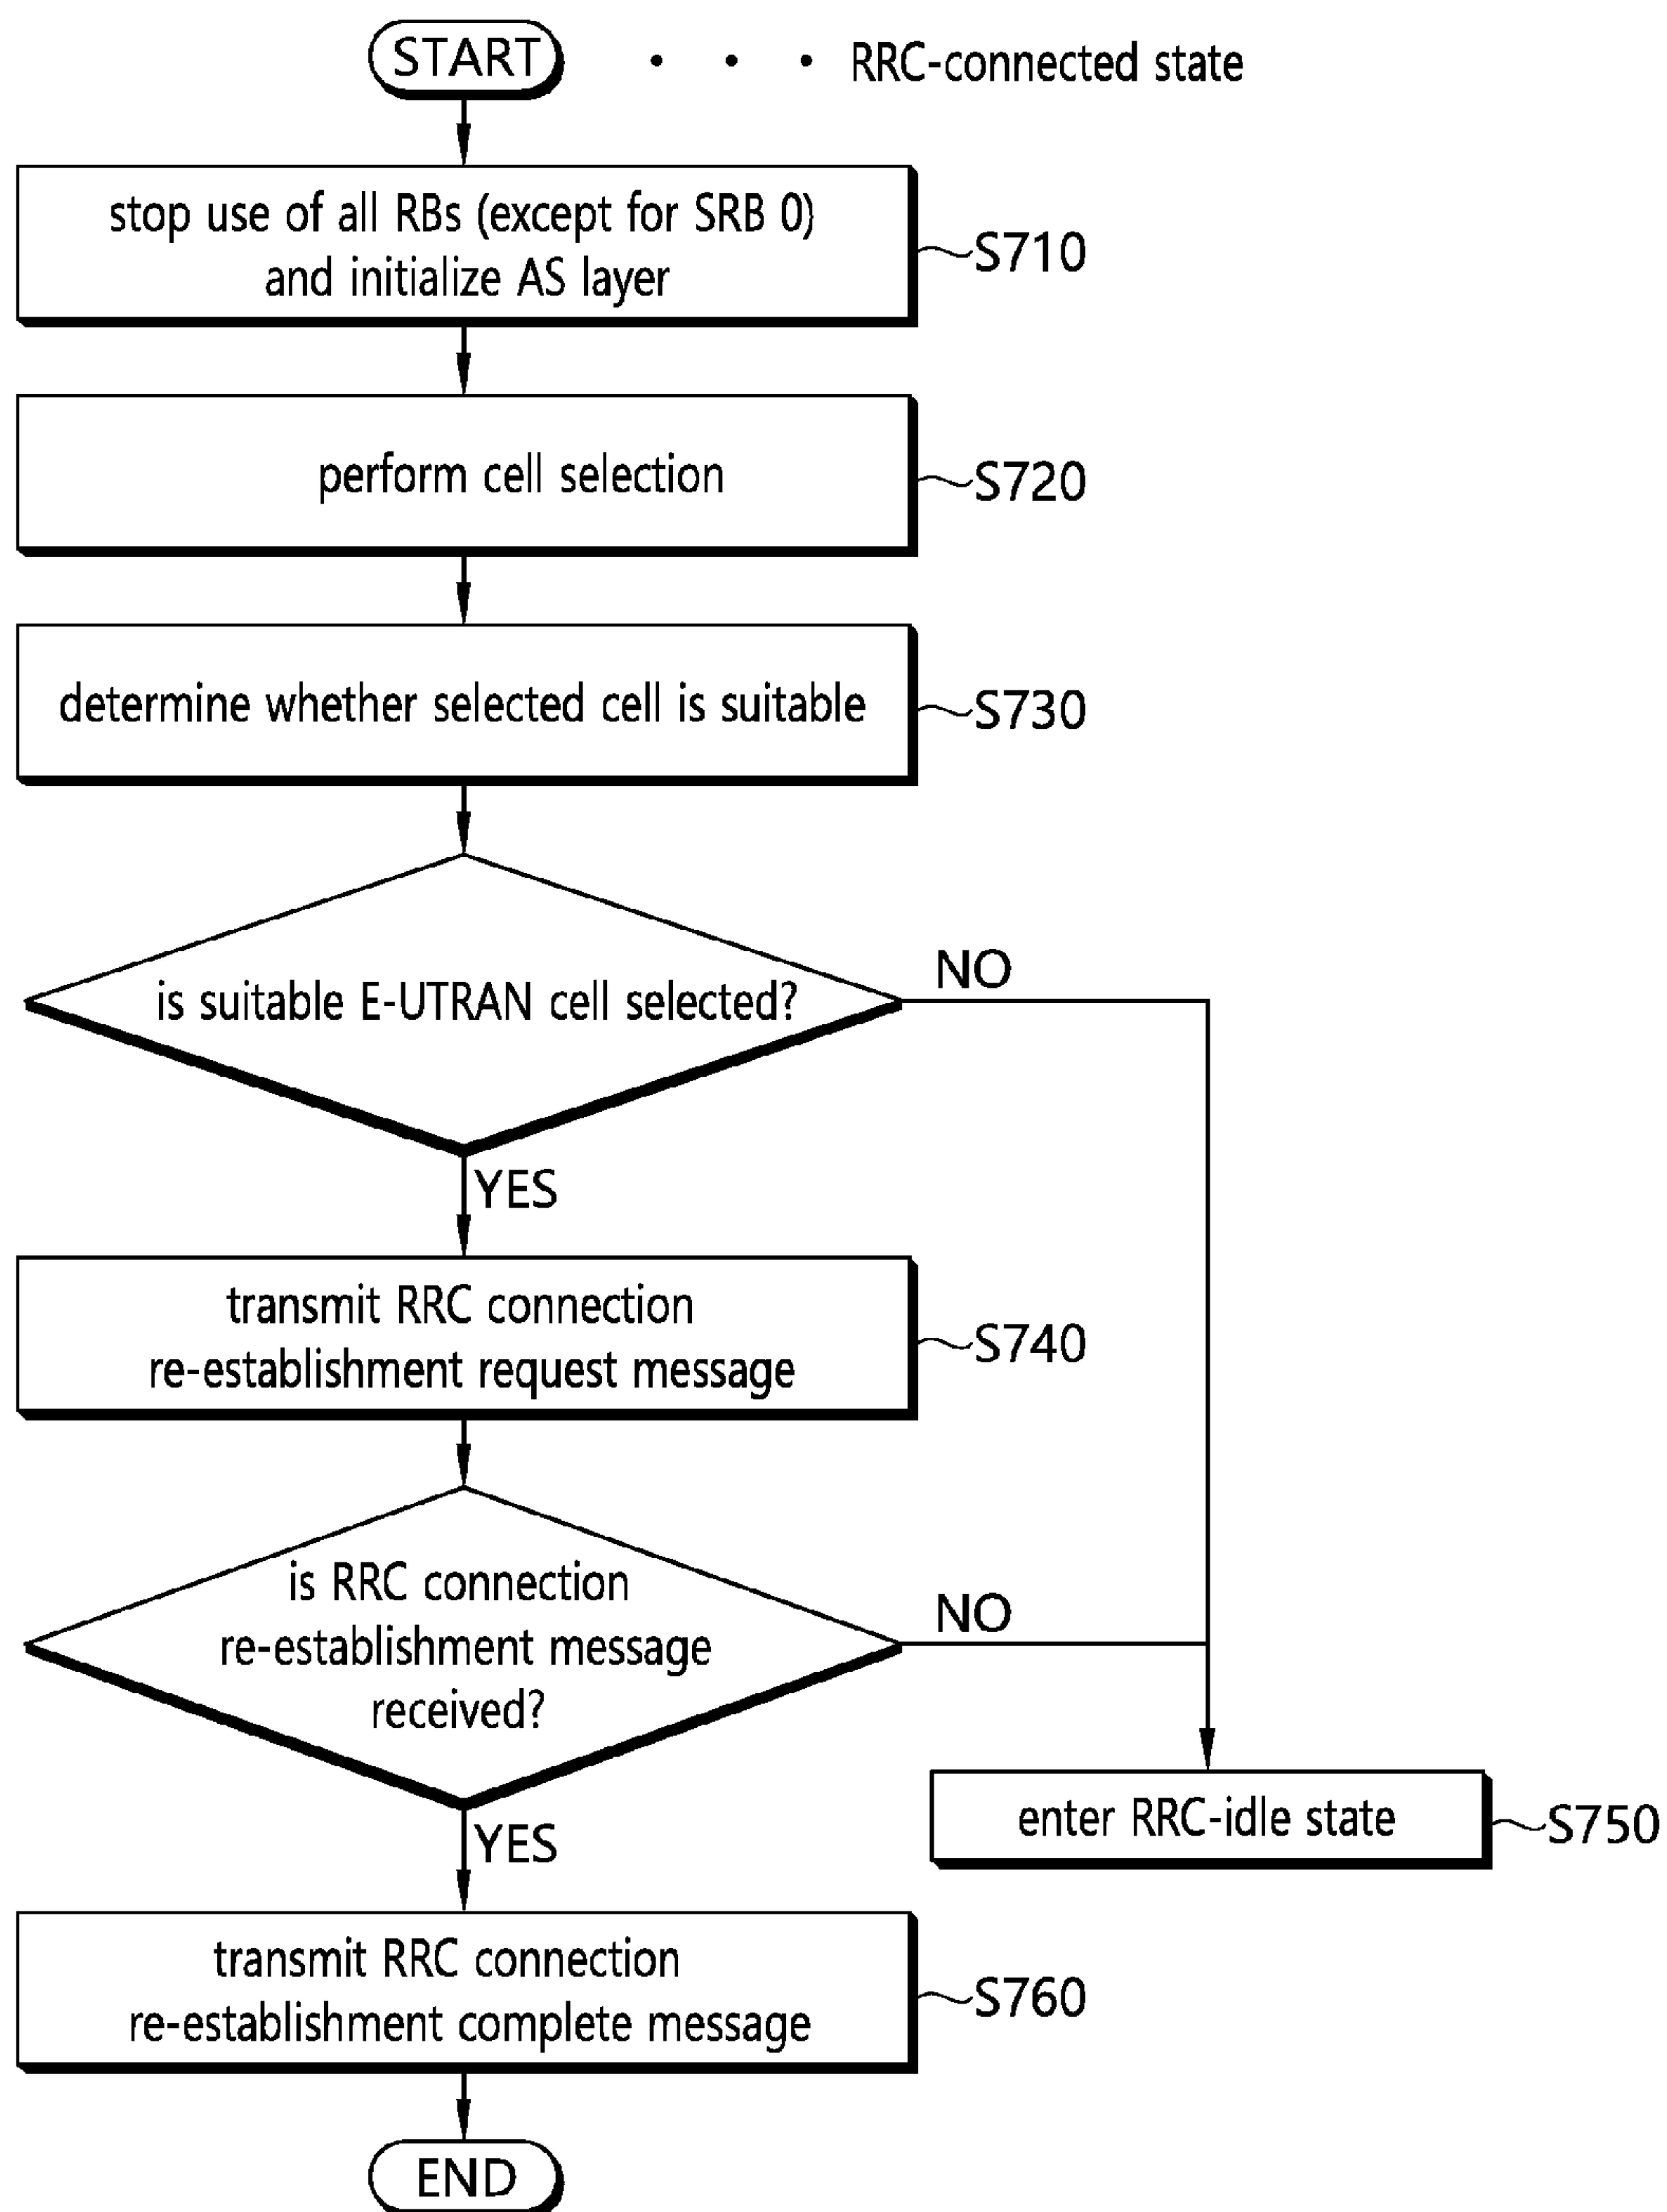 START
· · · RRC-connected state
stop use of all RBs (except for SRB 0)
and initialize AS layer
S710
perform cell selection
S720
determine whether selected cell is suitable
S730
is suitable E-UTRAN cell selected?
NO
YES
transmit RRC connection
re-establishment request message
S740
is RRC connection
re-establishment message
received?
NO
YES
enter RRC-idle state
S750
transmit RRC connection
re-establishment complete message
S760
END